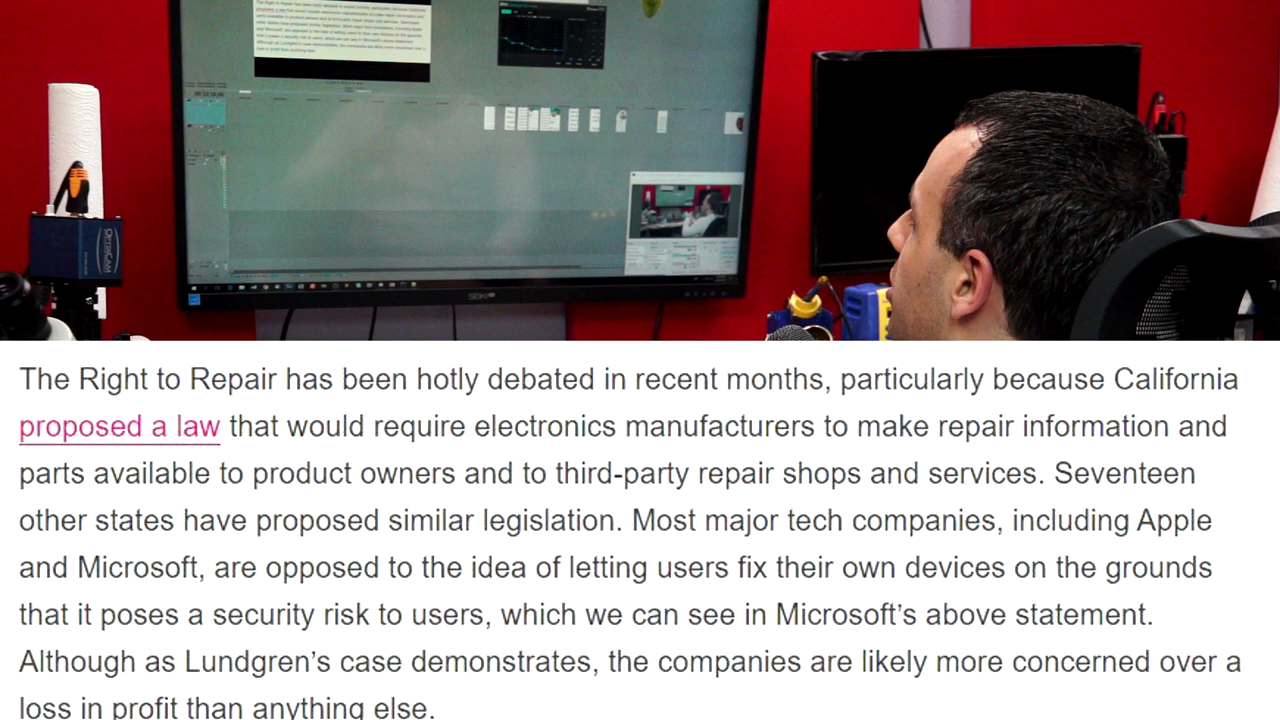 OptixCAM
The Right to Repair has been hotly debated in recent months, particularly because California
proposed a law that would require electronics manufacturers to make repair information and
parts available to product owners and to third-party repair shops and services. Seventeen
other states have proposed similar legislation. Most major tech companies, including Apple
and Microsoft, are opposed to the idea of letting users fix their own devices on the grounds
that it poses a security risk to users, which we can see in Microsoft’s above statement.
Although as Lundgren’s case demonstrates, the companies are likely more concerned over a
loss in profit than anything else.